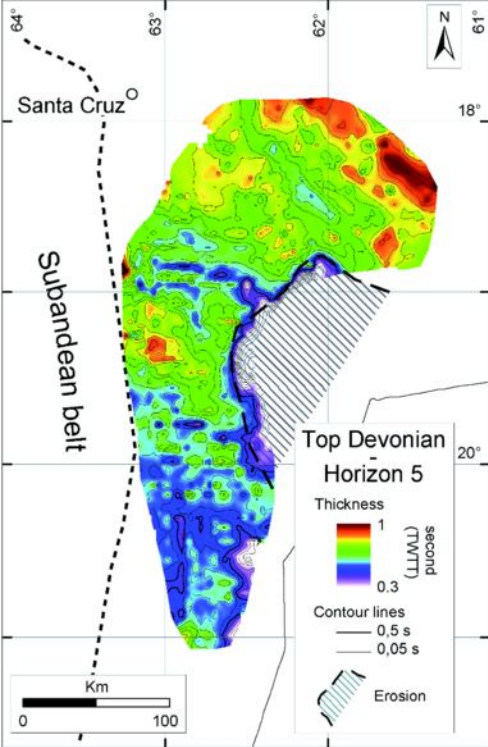 64°
63°
62°
61°
N
Santa Cruz
18°
Subandean belt
20°
Top Devonian
-
Horizon 5
Thickness
1
0.3
second
(TWTT)
Contour lines
0,5 s
0,05 s
Erosion
Km
0
100